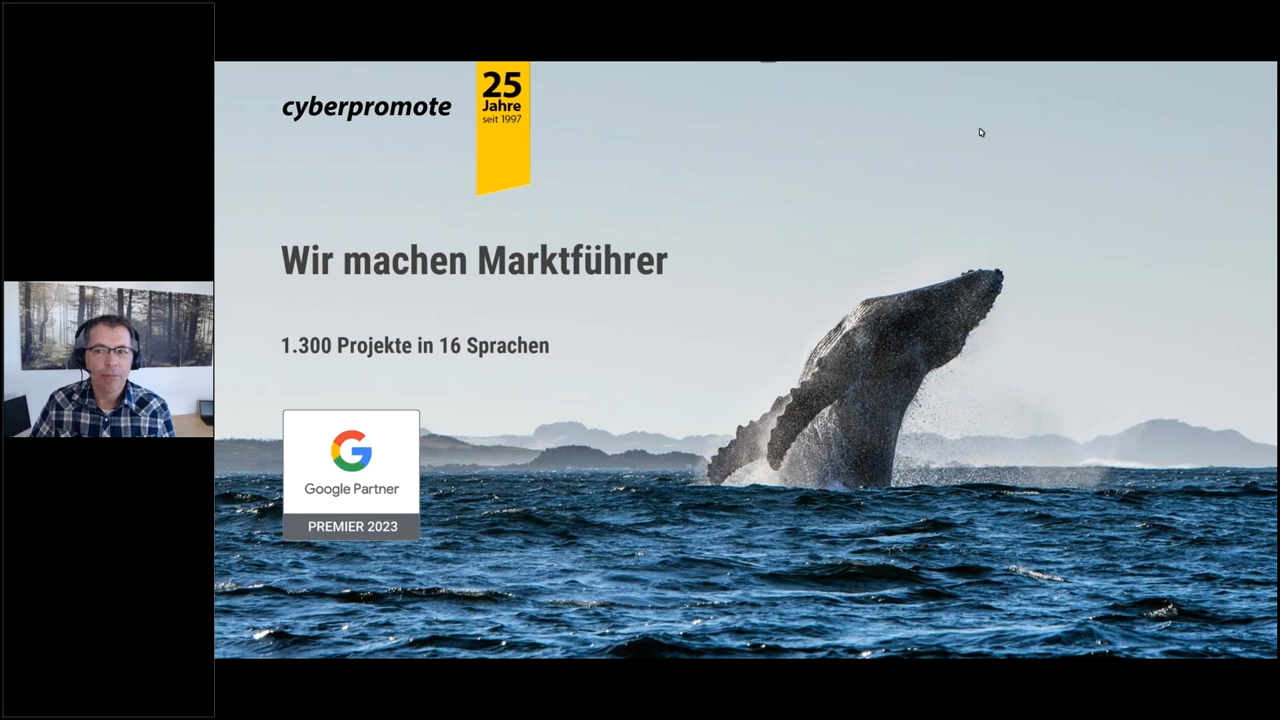 cyberpromote
25
Jahre
seit 1997
Wir machen Marktführer
1.300 Projekte in 16 Sprachen
Google Partner
PREMIER 2023